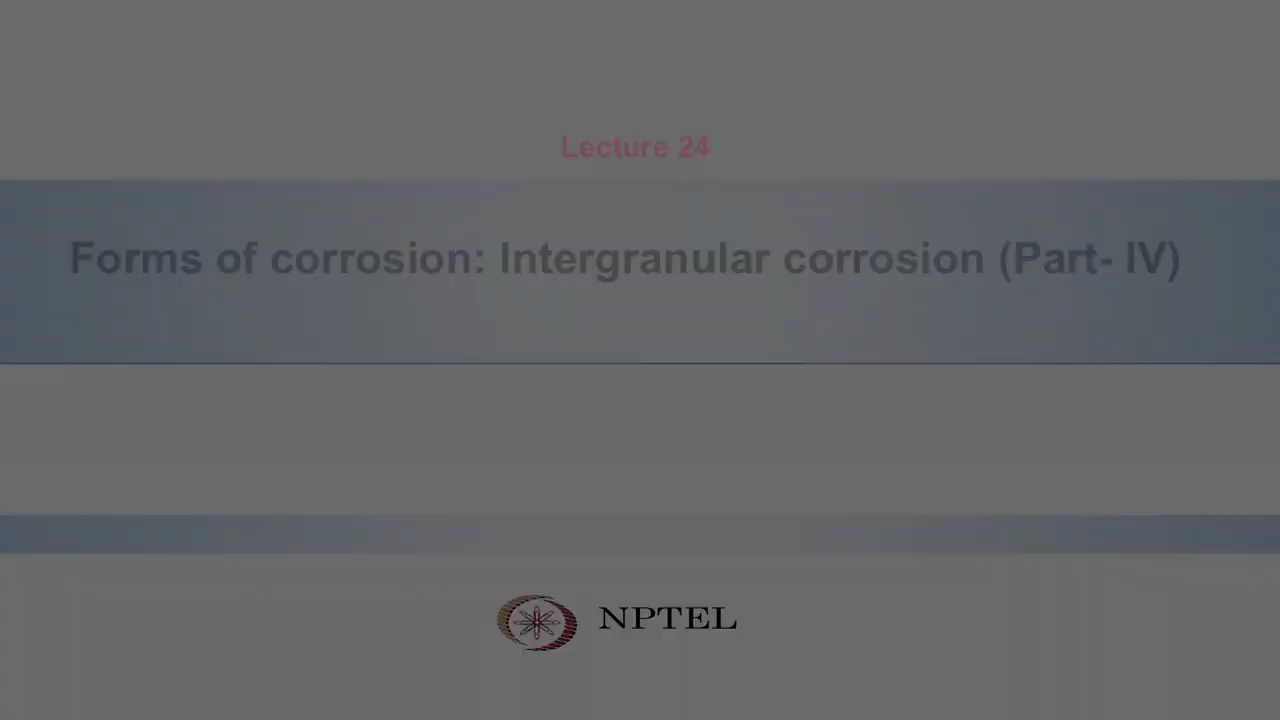 Lecture 24
Forms of corrosion: Intergranular corrosion (Part- IV)
NPTEL